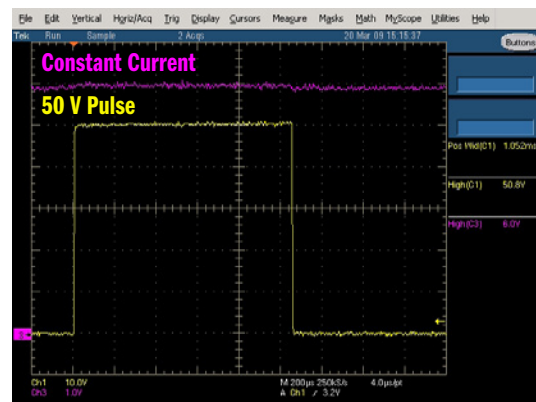 File Edit Vertical Horiz/Acq Trig Display Cursors Measure Masks Math MyScope Utilities Help
Tek Run Sample 2 Acqs 20 Mar 09 15:15:37
Buttons
Constant Current
50 V Pulse
Pos Wid(C1) 1.052ms
High(C1) 50.8V
High(C3) 6.0V
Ch1 10.0V M 200µs 250kS/s 4.0µs/pt
Ch3 1.0V A Ch1 / 3.2V